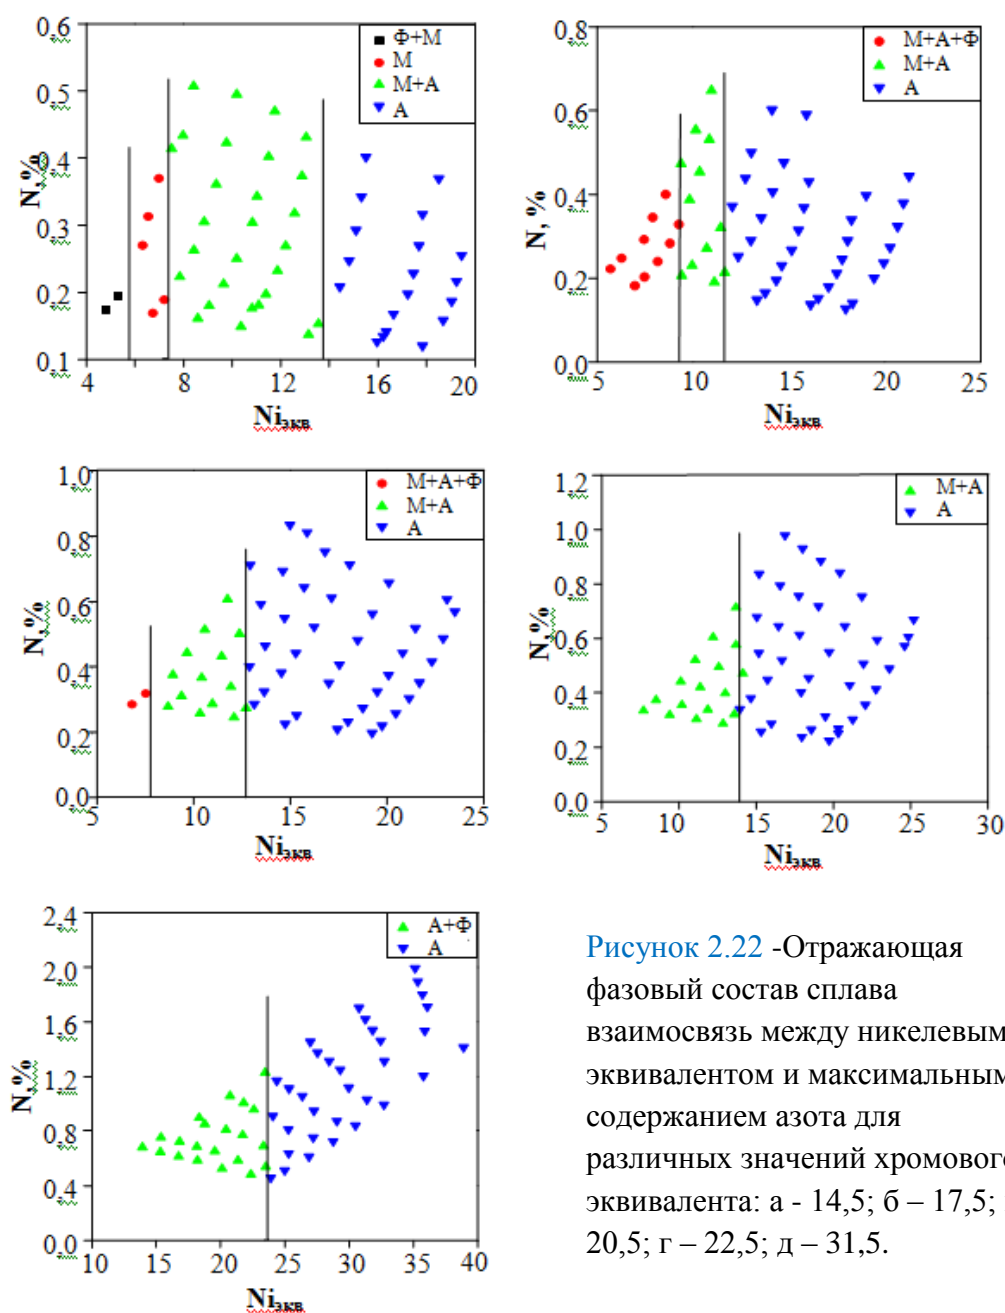 0,6
0,5
0,4
0,3
0,2
0,1
N,%
4
8
12
16
20
Niэкв
Ф+М
М
М+А
А
0,8
0,6
0,4
0,2
0,0
N, %
5
10
15
20
25
Niэкв
М+А+Ф
М+А
А
1,0
0,8
0,6
0,4
0,2
0,0
N,%
5
10
15
20
25
Niэкв
М+А+Ф
М+А
А
1,2
1,0
0,8
0,6
0,4
0,2
0,0
N,%
5
10
15
20
25
30
Niэкв
М+А
А
2,4
2,0
1,6
1,2
0,8
0,4
0,0
N,%
10
15
20
25
30
35
40
Niэкв
А+Ф
А
Рисунок 2.22 -Отражающая
фазовый состав сплава
взаимосвязь между никелевым
эквивалентом и максимальным
содержанием азота для
различных значений хромового
эквивалента: а - 14,5; б – 17,5;
20,5; г – 22,5; д – 31,5.